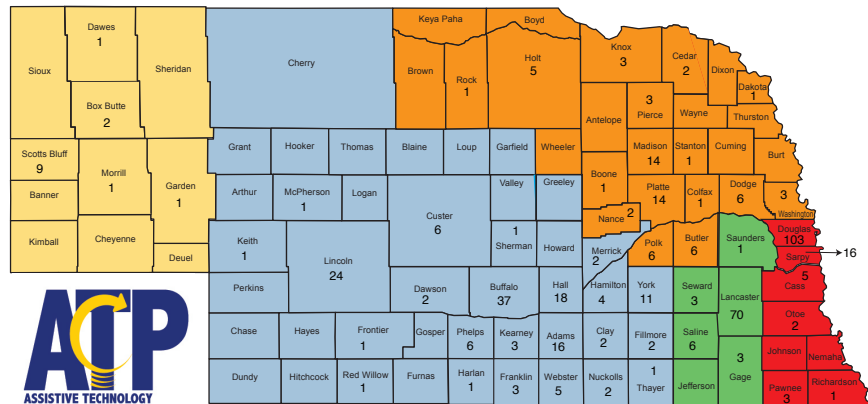 Keya Paha
Boyd
Dawes
1
Sioux
Sheridan
Cherry
Brown
Rock
1
Holt
5
Knox
3
Cedar
2
Dixon
Dakota
1
Box Butte
2
Antelope
3
Pierce
Wayne
Thurston
Scotts Bluff
9
Morrill
1
Garden
1
Grant
Hooker
Thomas
Blaine
Loup
Garfield
Wheeler
Boone
1
Madison
14
Stanton
1
Cuming
Burt
Banner
Arthur
McPherson
1
Logan
Custer
6
Valley
Greeley
Nance
2
Platte
14
Colfax
1
Dodge
6
3
Washington
Kimball
Cheyenne
Deuel
Keith
1
Lincoln
24
1
Sherman
Howard
Merrick
2
Polk
6
Butler
6
Saunders
1
Douglas
103
Sarpy
16
Perkins
Dawson
2
Buffalo
37
Hall
18
Hamilton
4
York
11
Seward
3
Lancaster
70
5
Cass
Otoe
2
Chase
Hayes
Frontier
1
Gosper
Phelps
6
Kearney
3
Adams
16
Clay
2
Fillmore
2
Saline
6
3
Gage
Johnson
Nemaha
Dundy
Hitchcock
Red Willow
1
Furnas
Harlan
1
Franklin
3
Webster
5
Nuckolls
2
1
Thayer
Jefferson
Pawnee
3
Richardson
1
ATP
ASSISTIVE TECHNOLOGY